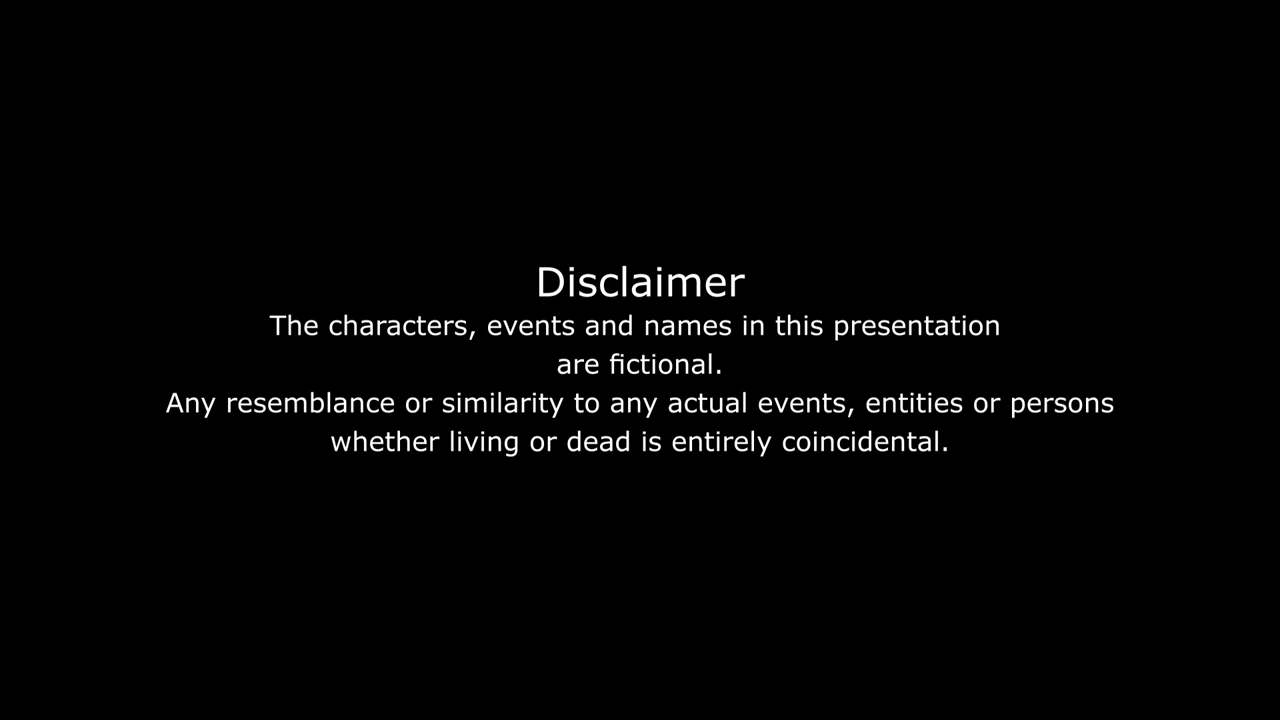 Disclaimer
The characters, events and names in this presentation
are fictional.
Any resemblance or similarity to any actual events, entities or persons
whether living or dead is entirely coincidental.